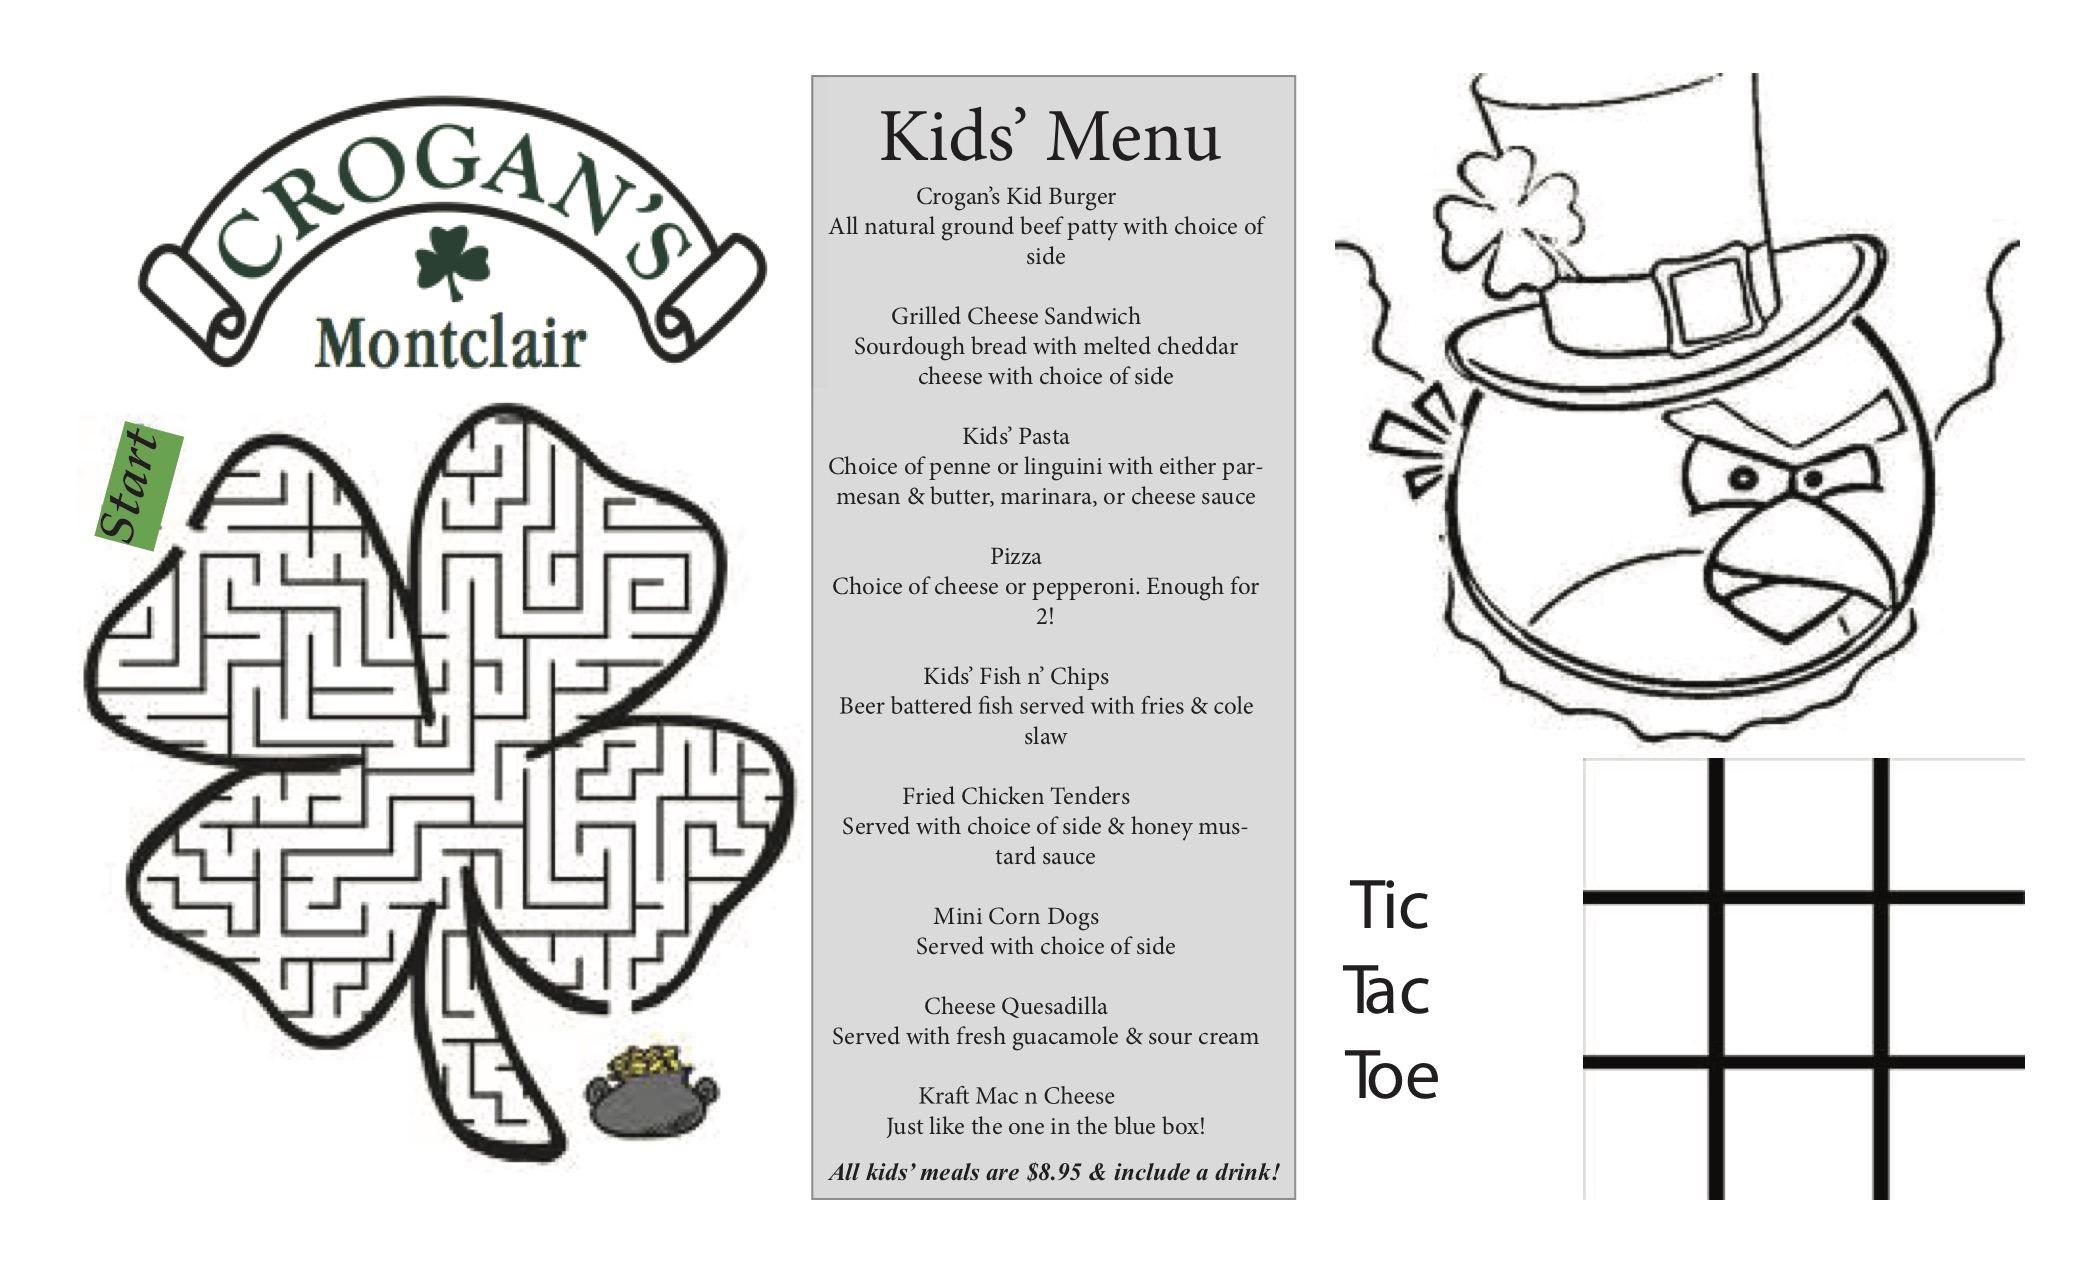 CROGAN'S
Montclair
Start
Kids’ Menu
Crogan’s Kid Burger
All natural ground beef patty with choice of
side
Grilled Cheese Sandwich
Sourdough bread with melted cheddar
cheese with choice of side
Kids’ Pasta
Choice of penne or linguini with either par-
mesan & butter, marinara, or cheese sauce
Pizza
Choice of cheese or pepperoni. Enough for
2!
Kids’ Fish n’ Chips
Beer battered fish served with fries & cole
slaw
Fried Chicken Tenders
Served with choice of side & honey mus-
tard sauce
Mini Corn Dogs
Served with choice of side
Cheese Quesadilla
Served with fresh guacamole & sour cream
Kraft Mac n Cheese
Just like the one in the blue box!
All kids’ meals are $8.95 & include a drink!
Tic
Tac
Toe